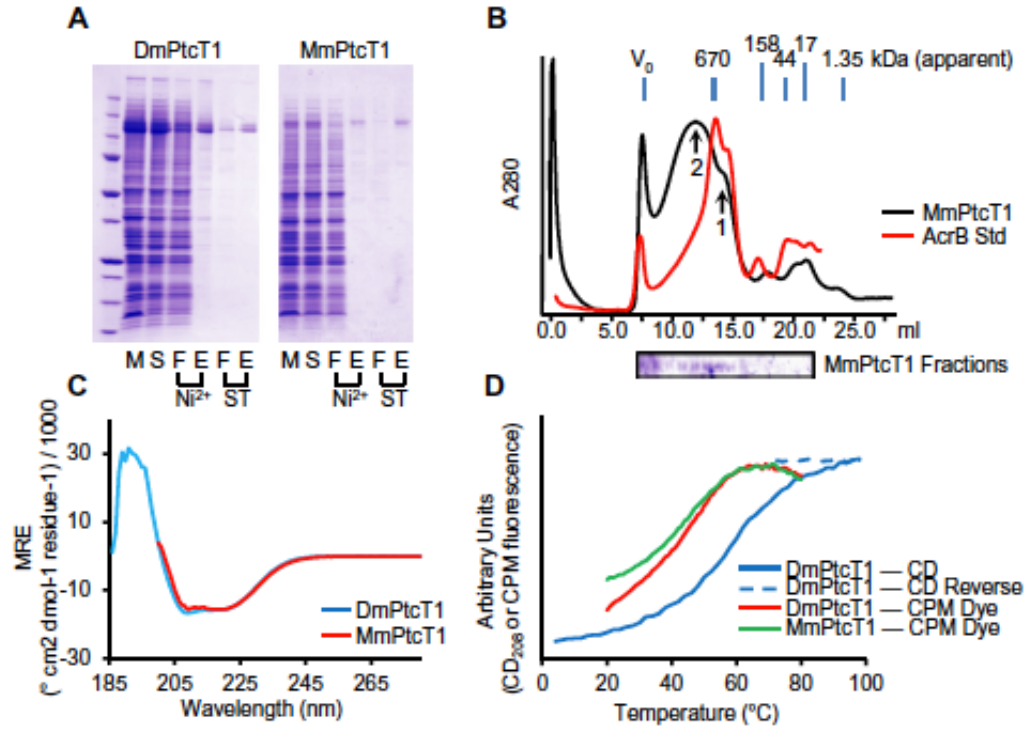 A
DmPtcT1 MmPtcT1
M S F E F E M S F E F E
Ni²⁺ ST Ni²⁺ ST
B
V₀ 670 158 44 17 1.35 kDa (apparent)
A280
2
1
MmPtcT1
AcrB Std
0.0 5.0 10.0 15.0 20.0 25.0 ml
MmPtcT1 Fractions
C
MRE
(° cm2 dmol-1 residue-1) / 1000
30
10
-10
-30
DmPtcT1
MmPtcT1
185 205 225 245 265
Wavelength (nm)
D
Arbitrary Units
(CD₂₀₈ or CPM fluorescence)
DmPtcT1 — CD
DmPtcT1 — CD Reverse
DmPtcT1 — CPM Dye
MmPtcT1 — CPM Dye
0 20 40 60 80 100
Temperature (°C)